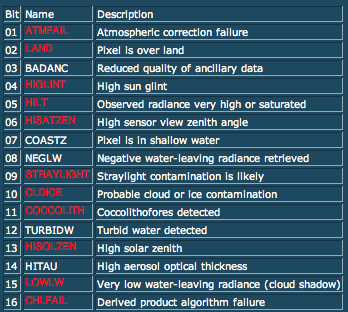 Bit Name Description
01 ATMFAIL Atmospheric correction failure
02 LAND Pixel is over land
03 BADANC Reduced quality of ancillary data
04 HIGLINT High sun glint
05 HILT Observed radiance very high or saturated
06 HISATZEN High sensor view zenith angle
07 COASTZ Pixel is in shallow water
08 NEGLW Negative water-leaving radiance retrieved
09 STRAYLIGHT Straylight contamination is likely
10 CLDICE Probable cloud or ice contamination
11 COCCOLITH Coccolithofores detected
12 TURBIDW Turbid water detected
13 HISOLZEN High solar zenith
14 HITAU High aerosol optical thickness
15 LOWLW Very low water-leaving radiance (cloud shadow)
16 CHLFAIL Derived product algorithm failure